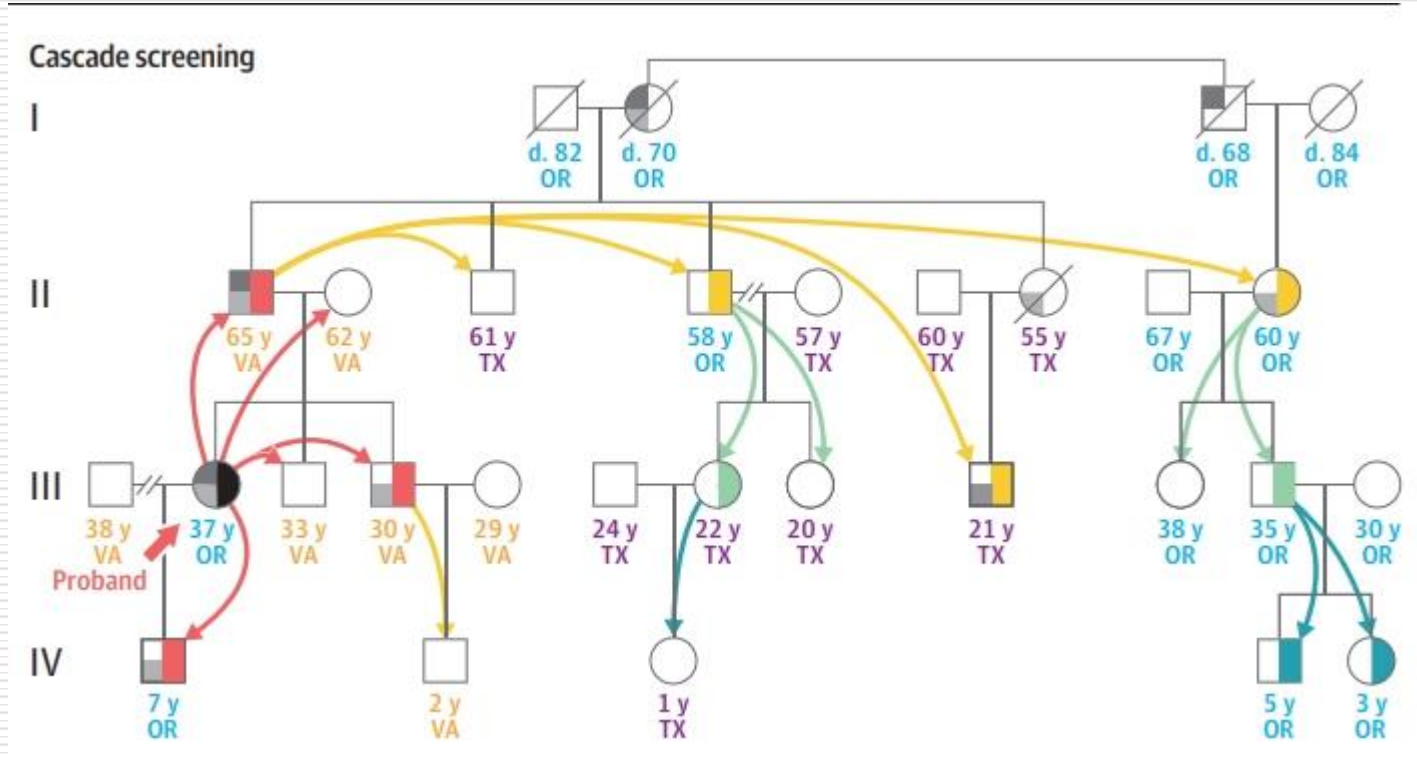 Cascade screening
I
d. 82 d. 70 d. 68 d. 84
OR OR OR OR
II
65 y 62 y 61 y 58 y 57 y 60 y 55 y 67 y 60 y
VA VA TX OR TX TX TX OR OR
III
38 y 37 y 33 y 30 y 29 y 24 y 22 y 20 y 21 y 38 y 35 y 30 y
VA OR VA VA VA TX TX TX TX OR OR OR
Proband
IV
7 y 2 y 1 y 5 y 3 y
OR VA TX OR OR